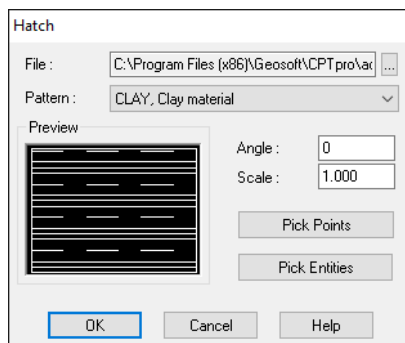 Hatch
File : C:\Program Files (x86)\Geosoft\CPTpro\ac ...
Pattern : CLAY, Clay material
Preview
Angle : 0
Scale : 1.000
Pick Points
Pick Entities
OK Cancel Help